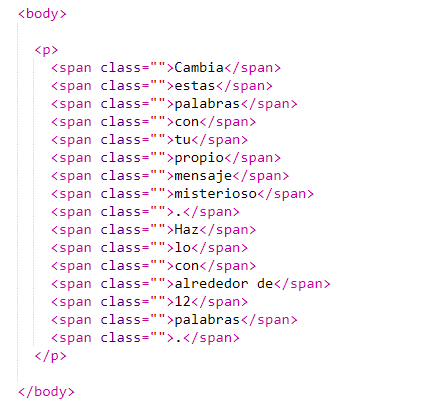 <body>
<p>
<span class="">Cambia</span>
<span class="">estas</span>
<span class="">palabras</span>
<span class="">con</span>
<span class="">tu</span>
<span class="">propio</span>
<span class="">mensaje</span>
<span class="">misterioso</span>
<span class="">.</span>
<span class="">Haz</span>
<span class="">lo</span>
<span class="">con</span>
<span class="">alrededor de</span>
<span class="">12</span>
<span class="">palabras</span>
<span class="">.</span>
</p>
</body>